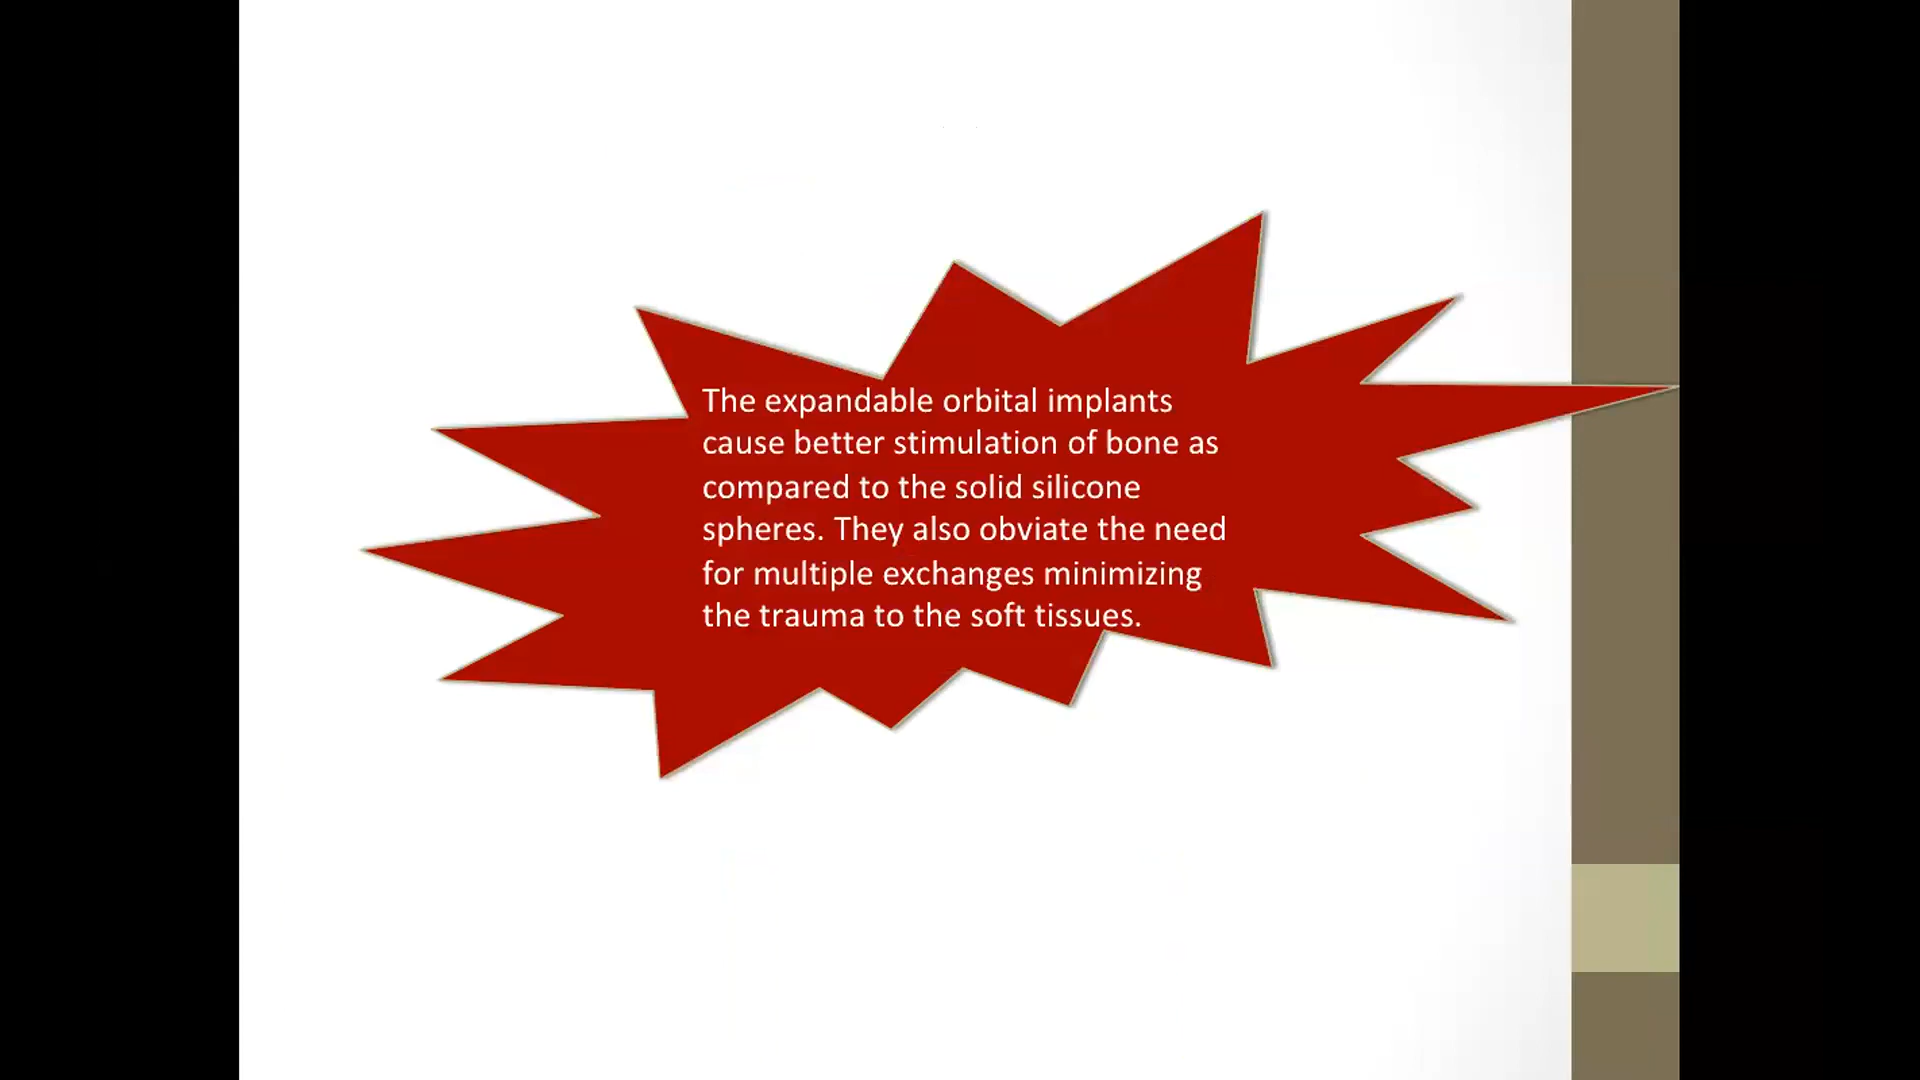 The expandable orbital implants
cause better stimulation of bone as
compared to the solid silicone
spheres. They also obviate the need
for multiple exchanges minimizing
the trauma to the soft tissues.